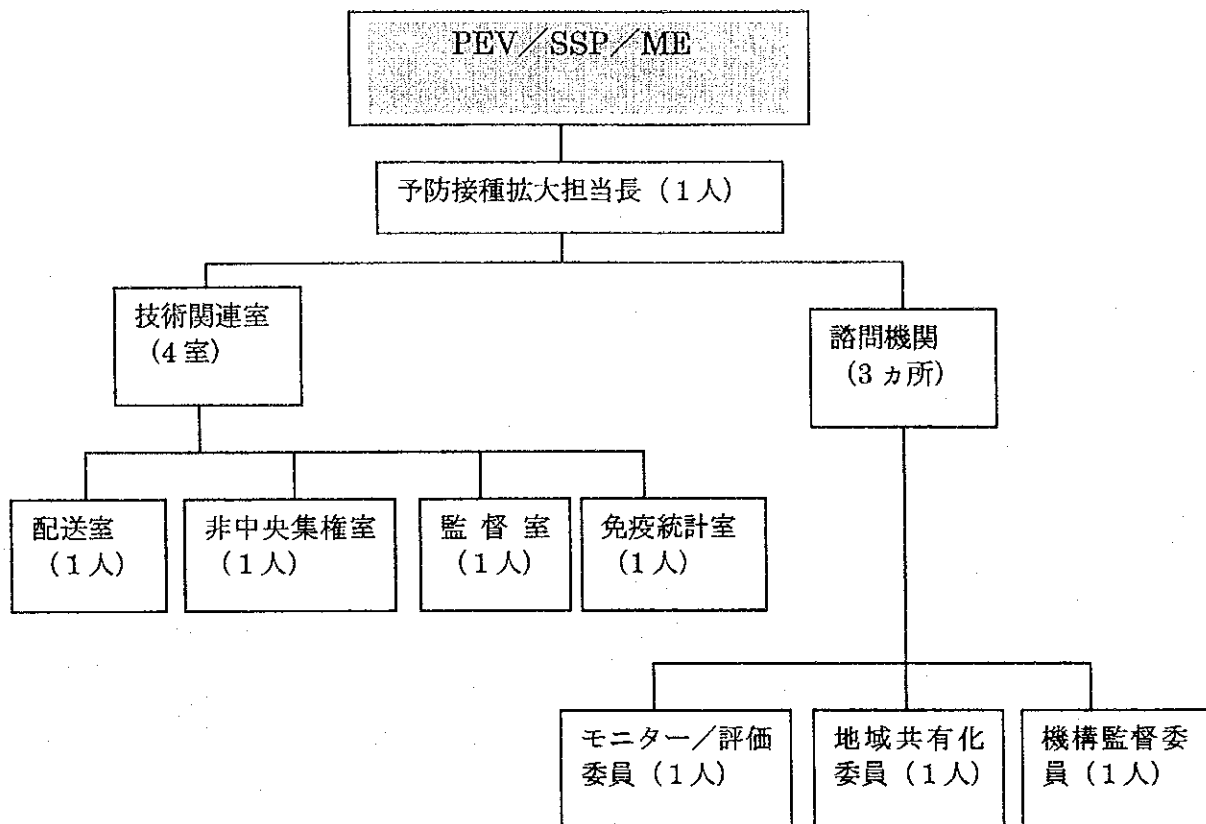 PEV/SSP/ME
予防接種拡大担当長(1人)
技術関連室
(4室)
諮問機関
(3ヵ所)
配送室
(1人)
非中央集権室
(1人)
監督室
(1人)
免疫統計室
(1人)
モニター/評価
委員(1人)
地域共有化
委員(1人)
機構監督委
員(1人)